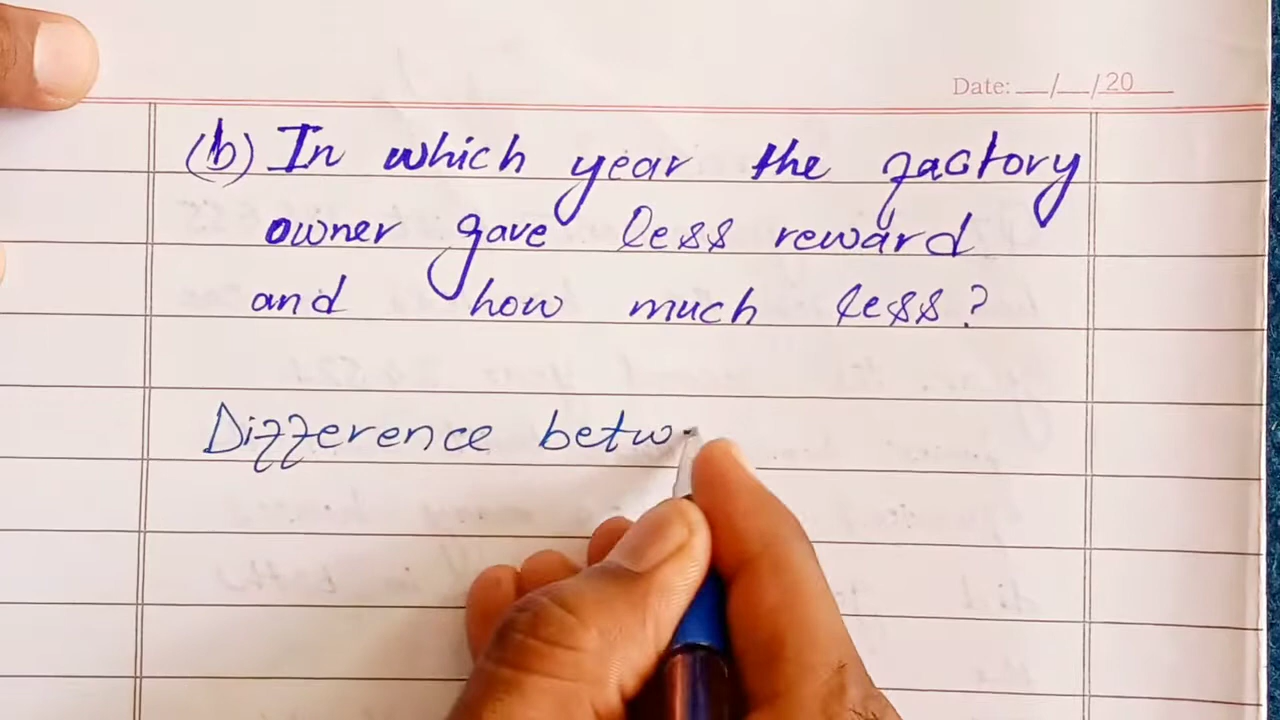 Date: __/__/20__
(b) In which year the factory
owner gave less reward
and how much less?
Difference betw